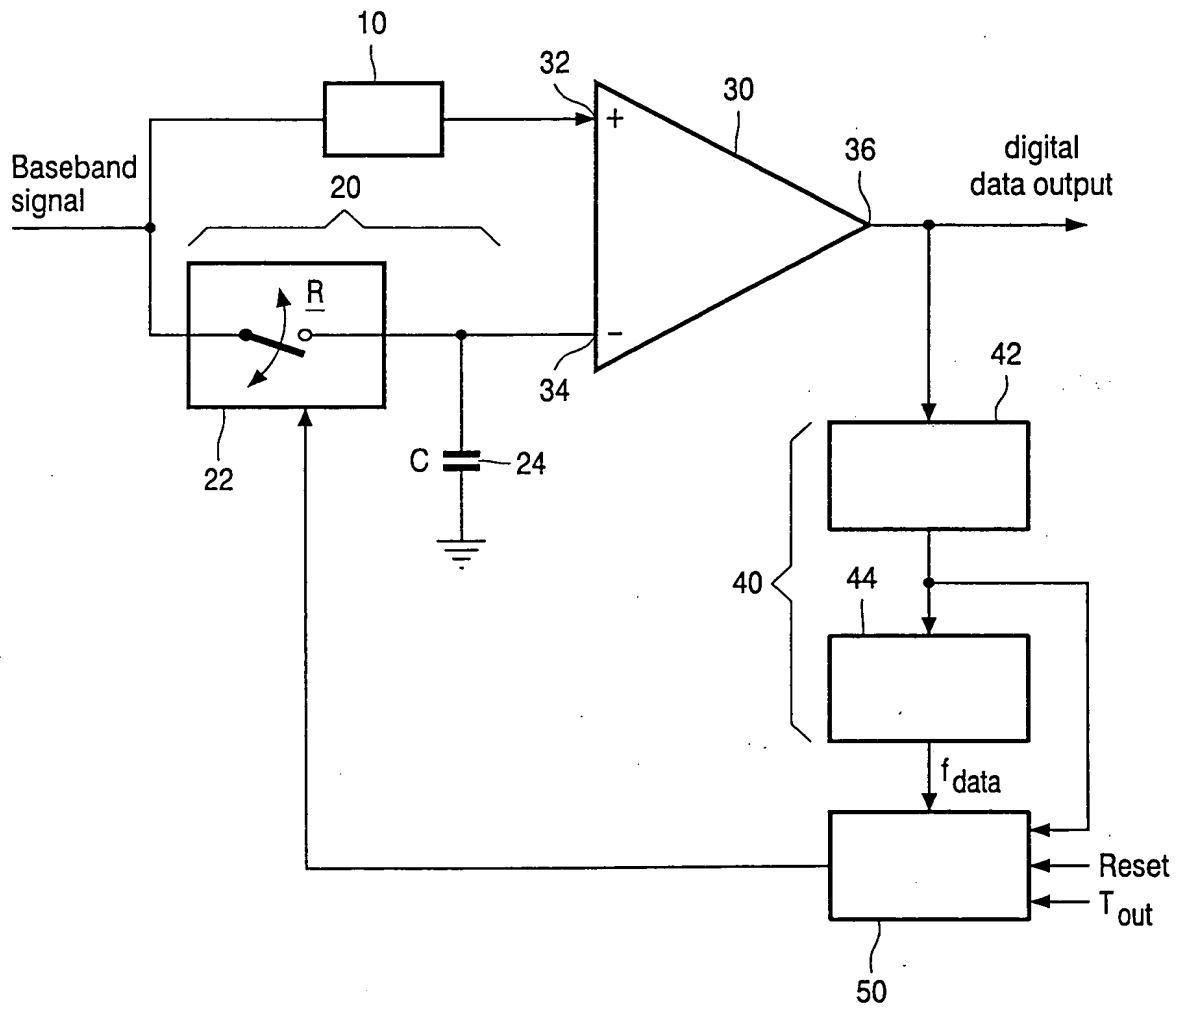 10
32
30
Baseband
signal
20
+
36
digital
data output
R
-
34
42
22
C
24
40
44
f data
Reset
T out
50